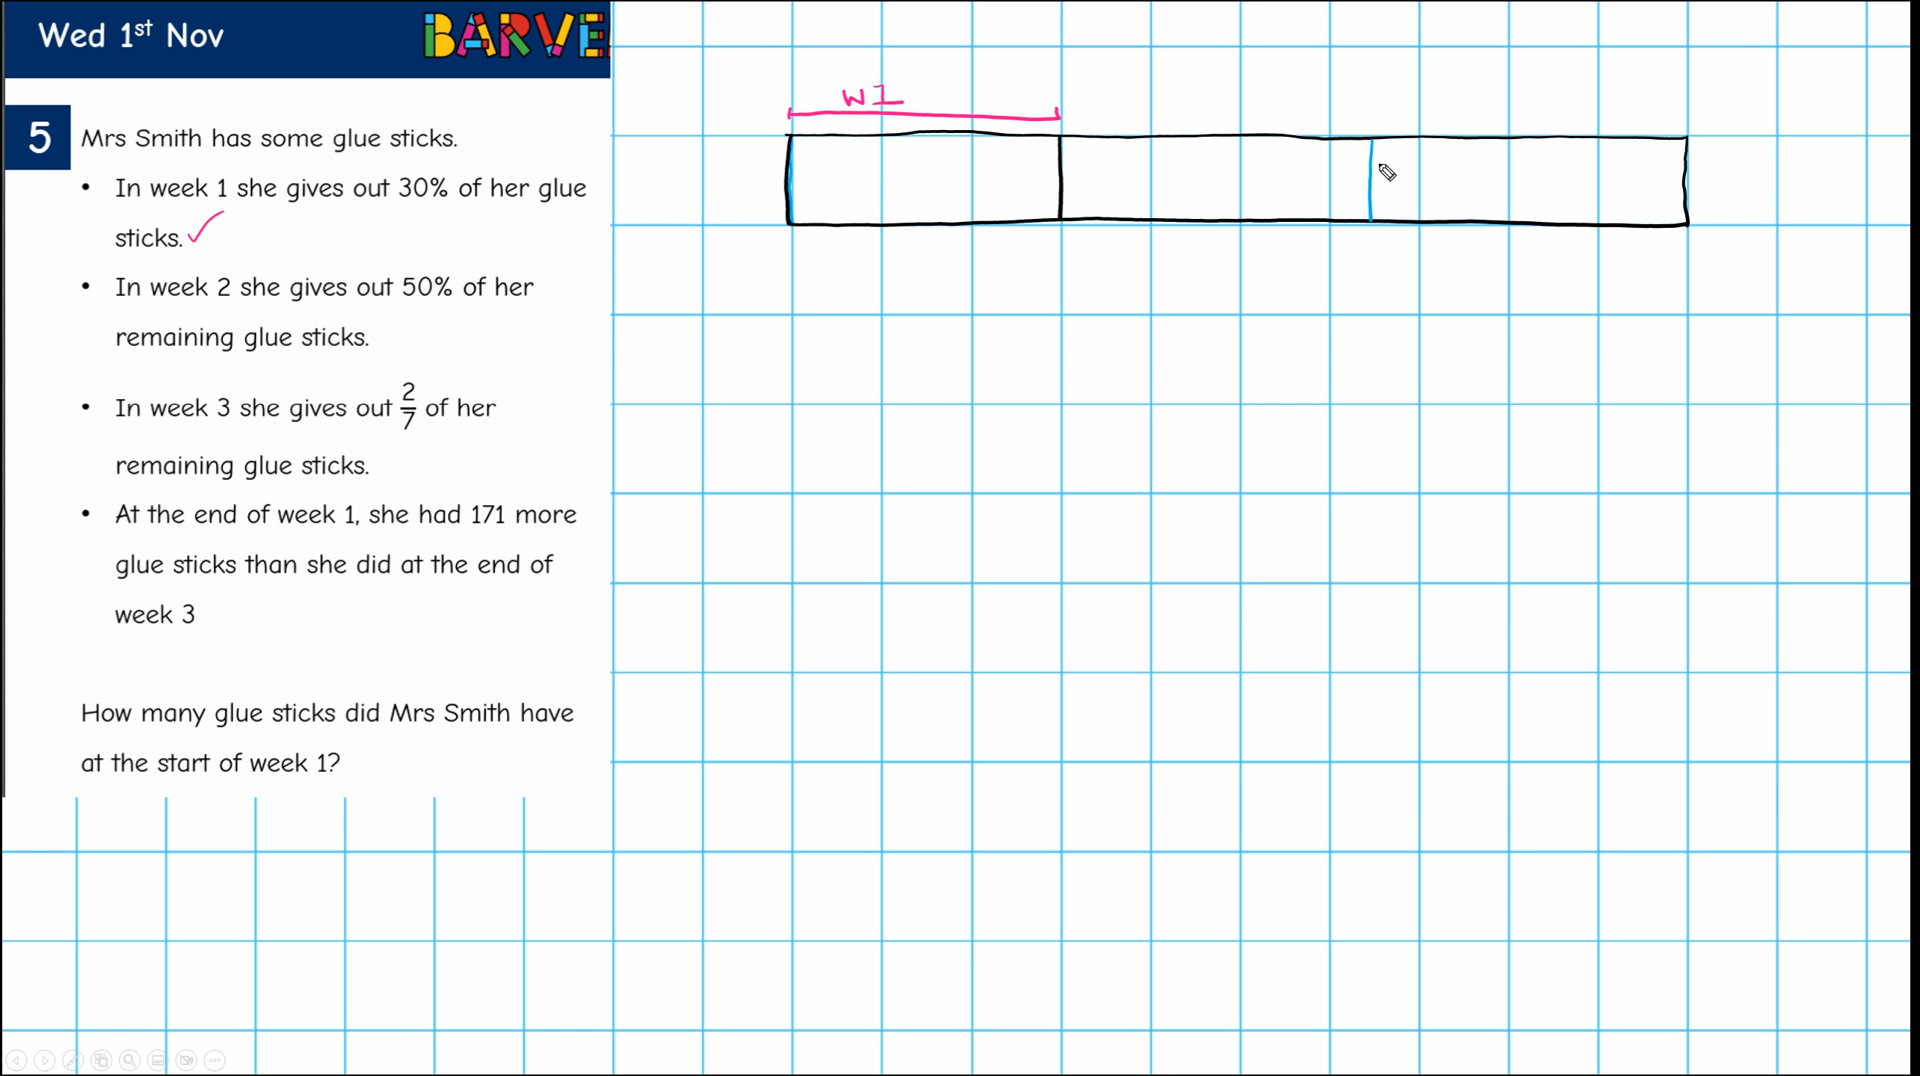 Wed 1st Nov
BARVE
5
Mrs Smith has some glue sticks.
• In week 1 she gives out 30% of her glue
sticks.
• In week 2 she gives out 50% of her
remaining glue sticks.
• In week 3 she gives out 2/7 of her
remaining glue sticks.
• At the end of week 1, she had 171 more
glue sticks than she did at the end of
week 3
How many glue sticks did Mrs Smith have
at the start of week 1?
W1